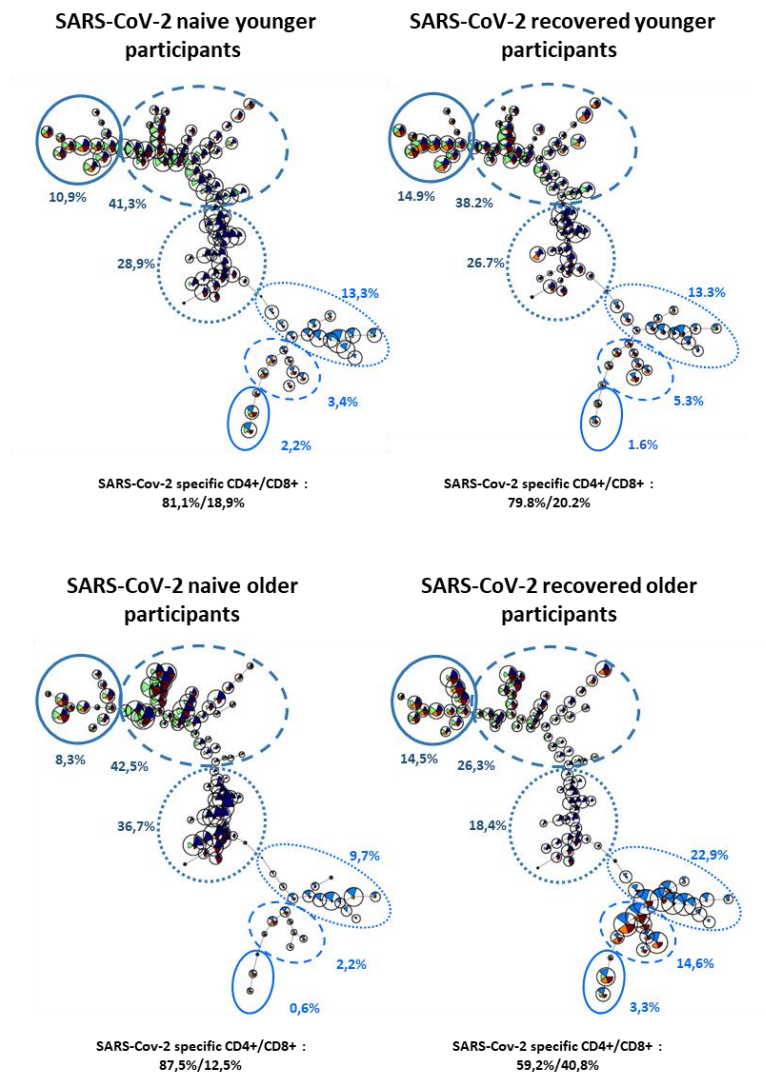 SARS-CoV-2 naive younger
participants
SARS-CoV-2 recovered younger
participants
10,9%
41,3%
28,9%
13,3%
3,4%
2,2%
14.9%
38.2%
26.7%
13.3%
5.3%
1.6%
SARS-Cov-2 specific CD4+/CD8+ :
81,1%/18,9%
SARS-Cov-2 specific CD4+/CD8+ :
79.8%/20.2%
SARS-CoV-2 naive older
participants
SARS-CoV-2 recovered older
participants
8,3%
42,5%
36,7%
9,7%
2,2%
0,6%
14,5%
26,3%
18,4%
22,9%
14,6%
3,3%
SARS-Cov-2 specific CD4+/CD8+ :
87,5%/12,5%
SARS-Cov-2 specific CD4+/CD8+ :
59,2%/40,8%